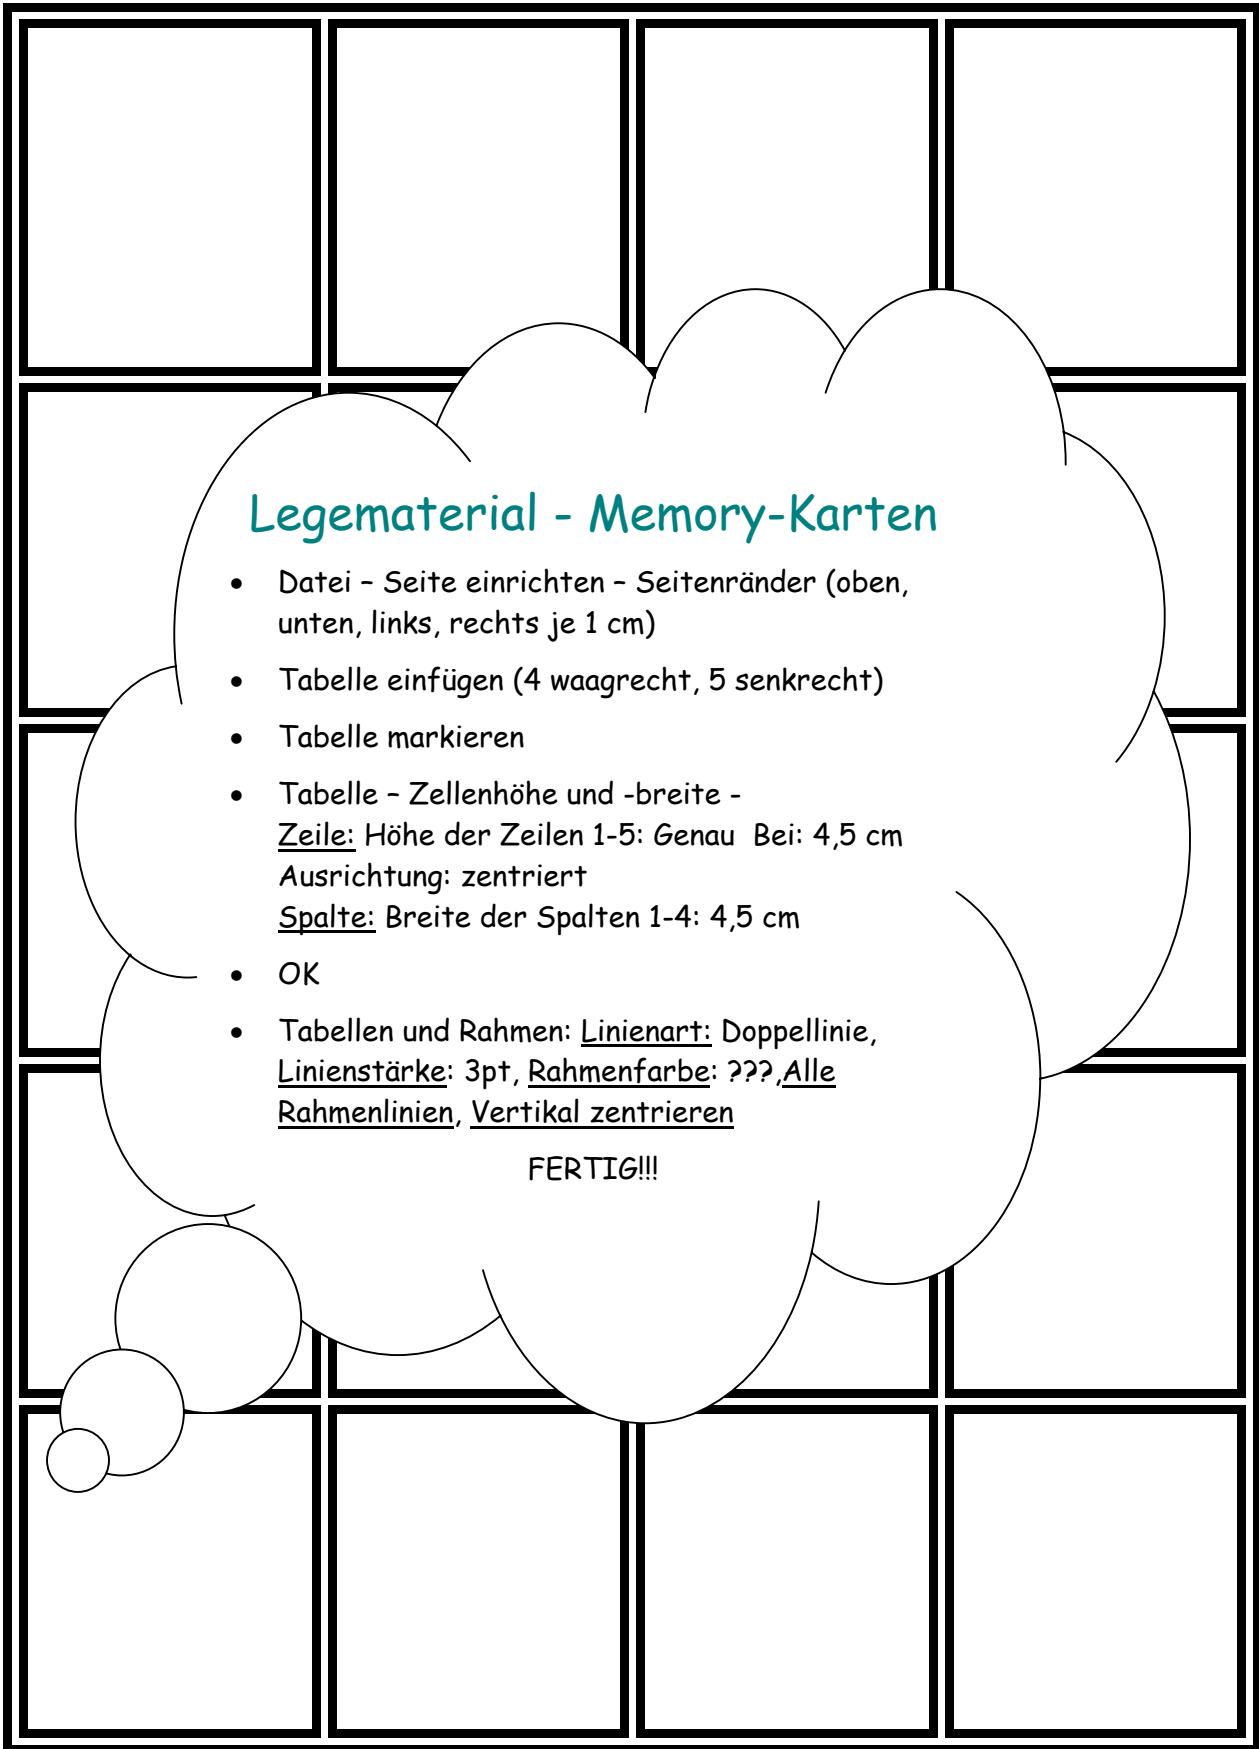 Legematerial - Memory-Karten
• Datei – Seite einrichten – Seitenränder (oben,
unten, links, rechts je 1 cm)
• Tabelle einfügen (4 waagrecht, 5 senkrecht)
• Tabelle markieren
• Tabelle – Zellenhöhe und -breite -
Zeile: Höhe der Zeilen 1-5: Genau  Bei: 4,5 cm
Ausrichtung: zentriert
Spalte: Breite der Spalten 1-4: 4,5 cm
• OK
• Tabellen und Rahmen: Linienart: Doppellinie,
Linienstärke: 3pt, Rahmenfarbe: ???,Alle
Rahmenlinien, Vertikal zentrieren
FERTIG!!!